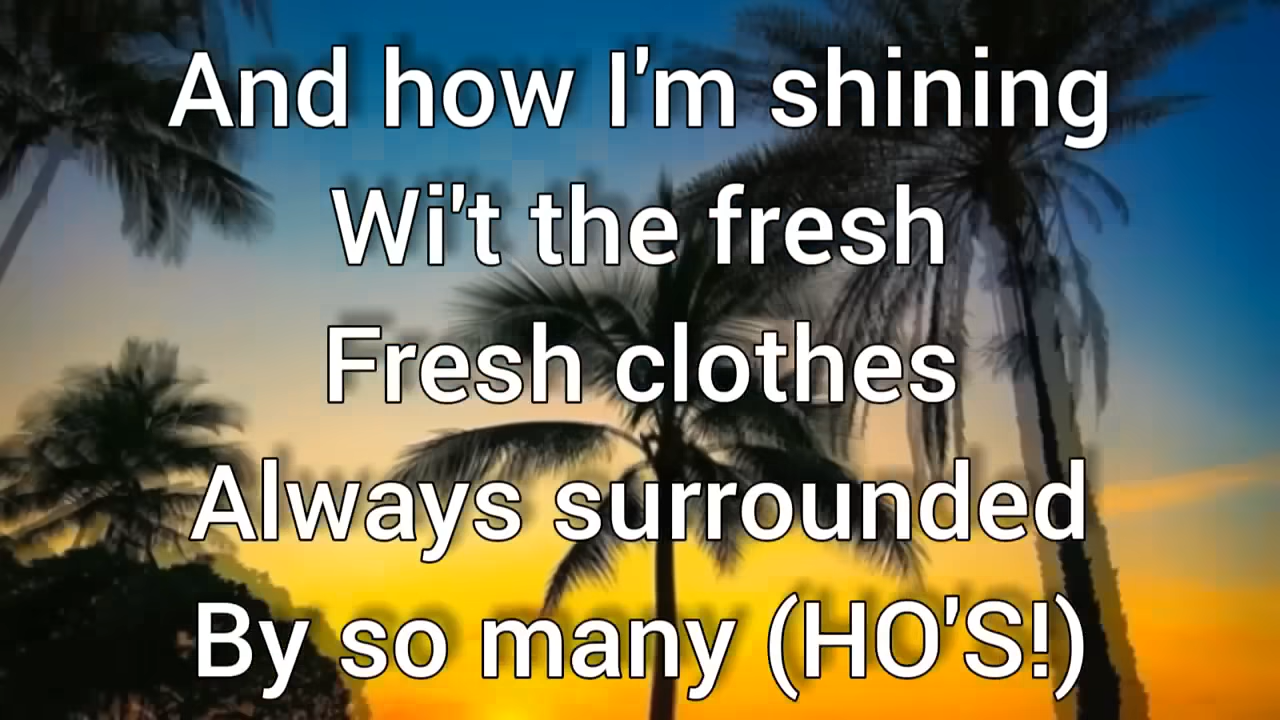 And how I'm shining
Wi't the fresh
Fresh clothes
Always surrounded
By so many (HO'S!)